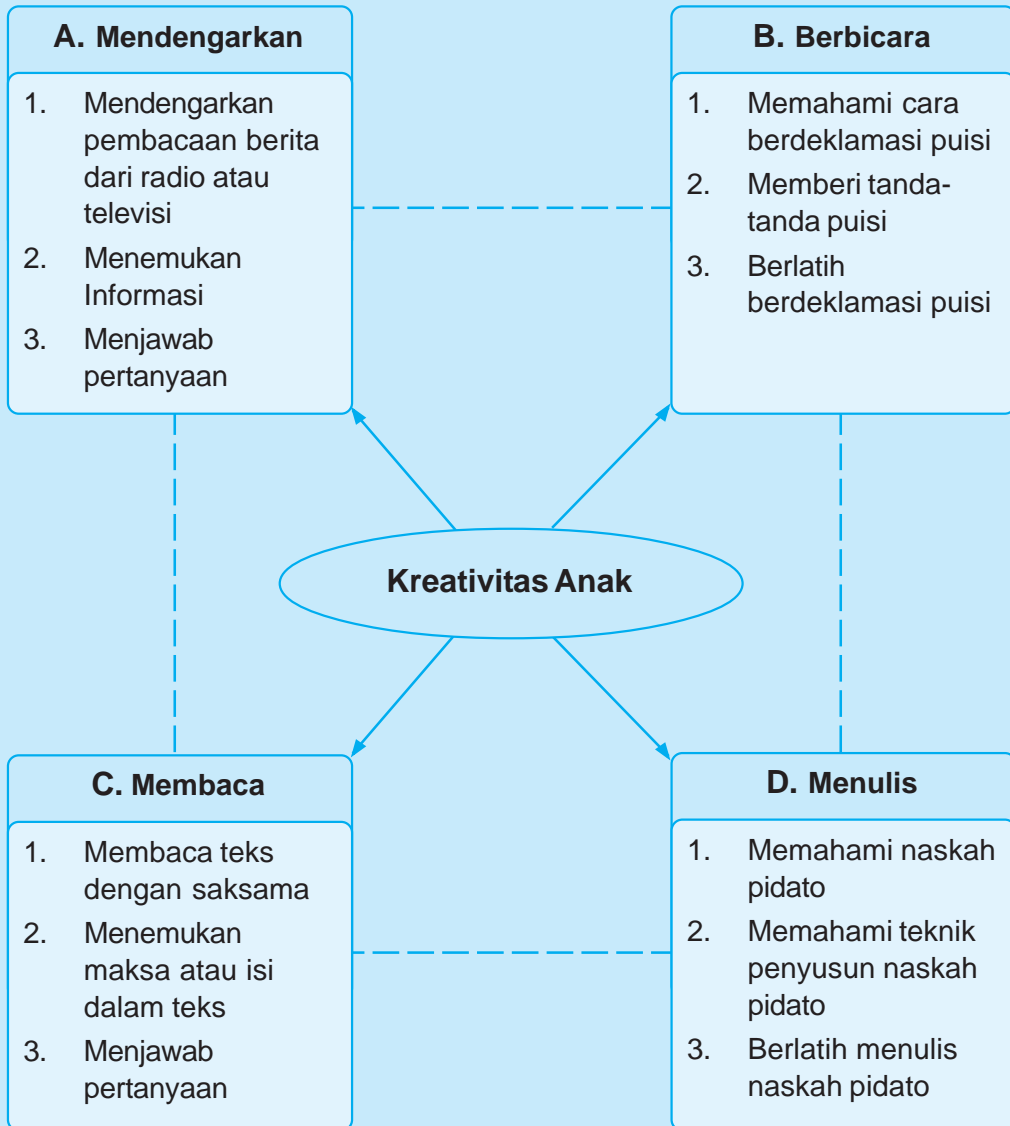 A. Mendengarkan
1. Mendengarkan
pembacaan berita
dari radio atau
televisi
2. Menemukan
Informasi
3. Menjawab
pertanyaan
B. Berbicara
1. Memahami cara
berdeklamasi puisi
2. Memberi tanda-
tanda puisi
3. Berlatih
berdeklamasi puisi
Kreativitas Anak
C. Membaca
1. Membaca teks
dengan saksama
2. Menemukan
maksa atau isi
dalam teks
3. Menjawab
pertanyaan
D. Menulis
1. Memahami naskah
pidato
2. Memahami teknik
penyusun naskah
pidato
3. Berlatih menulis
naskah pidato